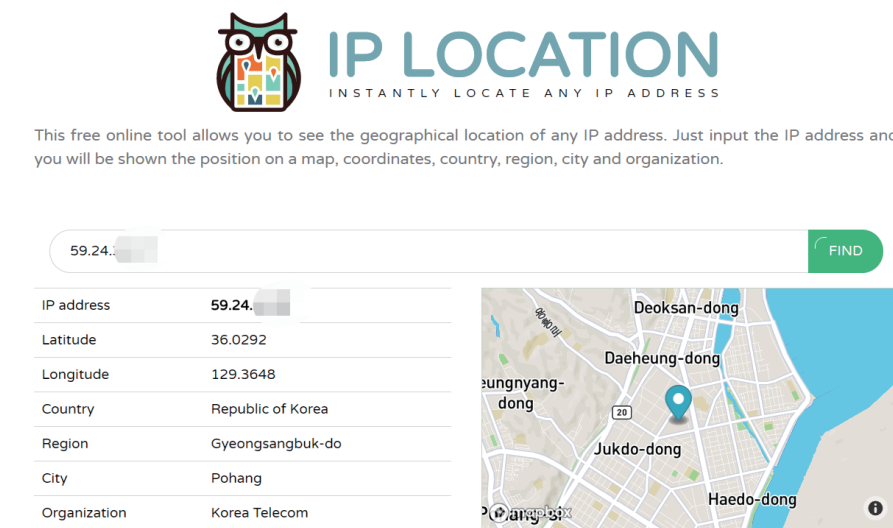 IP LOCATION
INSTANTLY LOCATE ANY IP ADDRESS
This free online tool allows you to see the geographical location of any IP address. Just input the IP address and
you will be shown the position on a map, coordinates, country, region, city and organization.
59.24.
FIND
IP address 59.24.
Latitude 36.0292
Longitude 129.3648
Country Republic of Korea
Region Gyeongsangbuk-do
City Pohang
Organization Korea Telecom
Deoksan-dong
Daeheung-dong
eungnyang-
dong
20
Jukdo-dong
Haedo-dong
mapbox